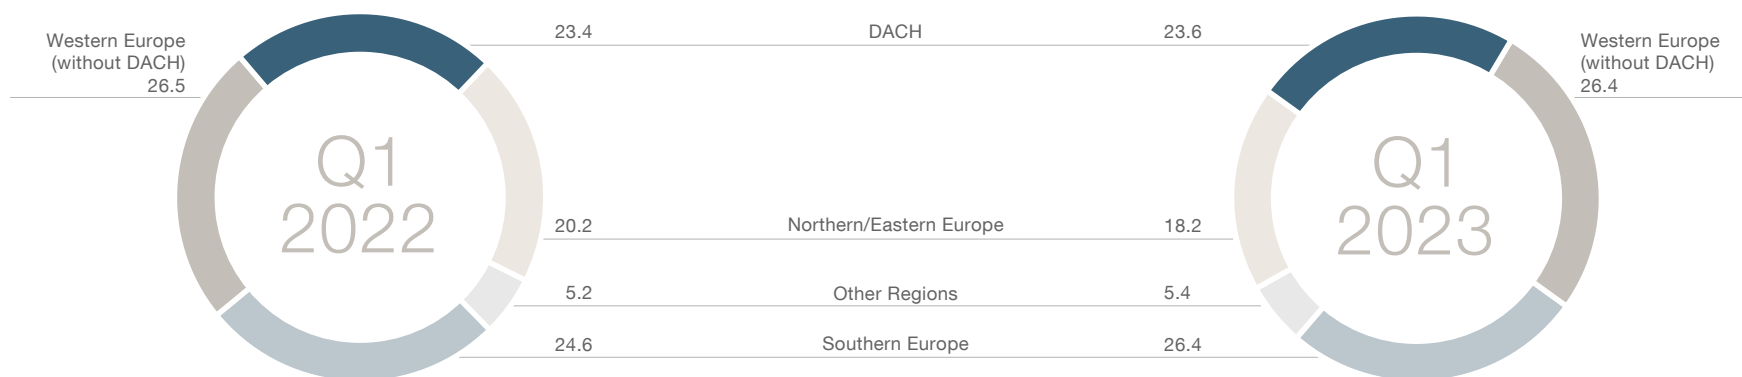 Western Europe
(without DACH)
26.5
Q1
2022
23.4 DACH 23.6
20.2 Northern/Eastern Europe 18.2
5.2 Other Regions 5.4
24.6 Southern Europe 26.4
Q1
2023
Western Europe
(without DACH)
26.4